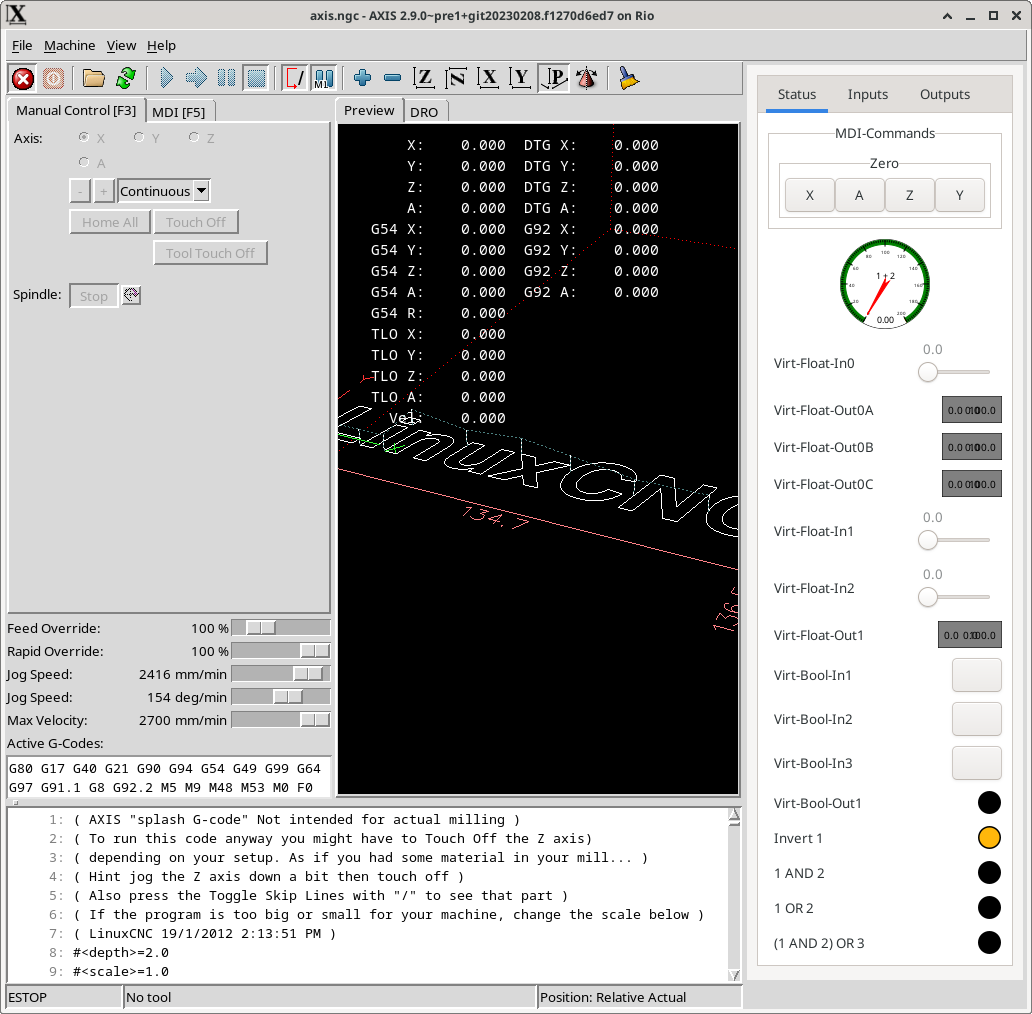 axis.ngc - AXIS 2.9.0~pre1+git20230208.f1270d6ed7 on Rio
File Machine View Help
Manual Control [F3] MDI [F5]
Axis: X Y Z
A
- + Continuous
Home All Touch Off
Tool Touch Off
Spindle: Stop
Feed Override: 100 %
Rapid Override: 100 %
Jog Speed: 2416 mm/min
Jog Speed: 154 deg/min
Max Velocity: 2700 mm/min
Active G-Codes:
G80 G17 G40 G21 G90 G94 G54 G49 G99 G64
G97 G91.1 G8 G92.2 M5 M9 M48 M53 M0 F0
Preview DRO
X: 0.000 DTG X: 0.000
Y: 0.000 DTG Y: 0.000
Z: 0.000 DTG Z: 0.000
A: 0.000 DTG A: 0.000
G54 X: 0.000 G92 X: 0.000
G54 Y: 0.000 G92 Y: 0.000
G54 Z: 0.000 G92 Z: 0.000
G54 A: 0.000 G92 A: 0.000
G54 R: 0.000
TLO X: 0.000
TLO Y: 0.000
TLO Z: 0.000
TLO A: 0.000
Vel: 0.000
LinuxCNC
134.7
1: ( AXIS "splash G-code" Not intended for actual milling )
2: ( To run this code anyway you might have to Touch Off the Z axis)
3: ( depending on your setup. As if you had some material in your mill... )
4: ( Hint jog the Z axis down a bit then touch off )
5: ( Also press the Toggle Skip Lines with "/" to see that part )
6: ( If the program is too big or small for your machine, change the scale below )
7: ( LinuxCNC 19/1/2012 2:13:51 PM )
8: #<depth>=2.0
9: #<scale>=1.0
ESTOP No tool Position: Relative Actual
Status Inputs Outputs
MDI-Commands
Zero
X A Z Y
1 + 2
0.00
Virt-Float-In0 0.0
Virt-Float-Out0A
Virt-Float-Out0B
Virt-Float-Out0C
Virt-Float-In1 0.0
Virt-Float-In2 0.0
Virt-Float-Out1
Virt-Bool-In1
Virt-Bool-In2
Virt-Bool-In3
Virt-Bool-Out1
Invert 1
1 AND 2
1 OR 2
(1 AND 2) OR 3